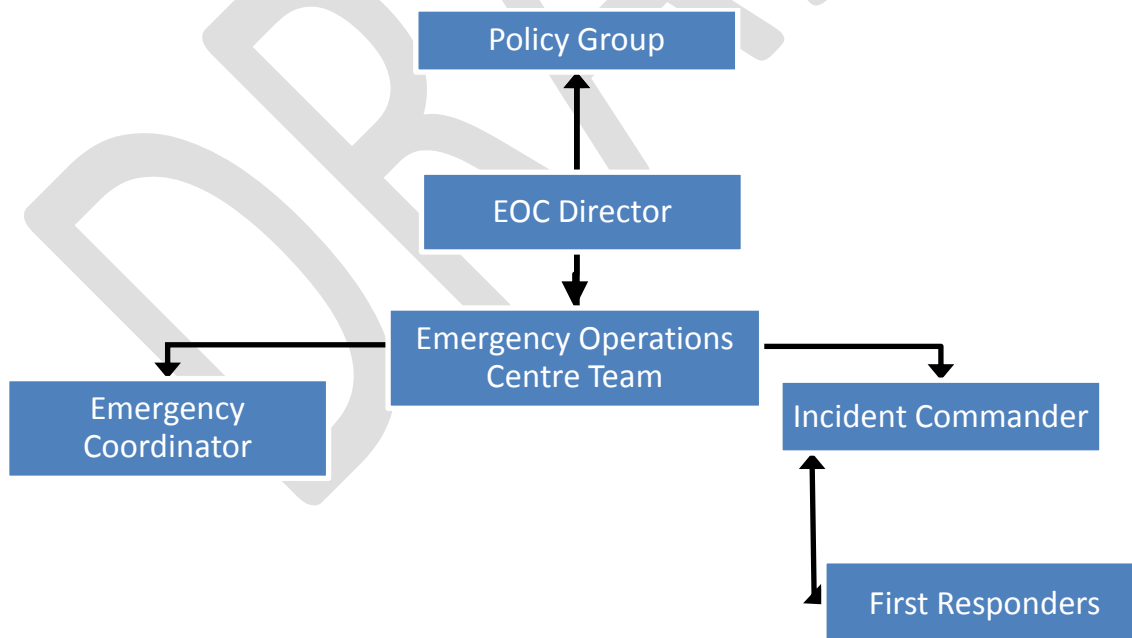 Policy Group
EOC Director
Emergency Operations
Centre Team
Emergency
Coordinator
Incident Commander
First Responders